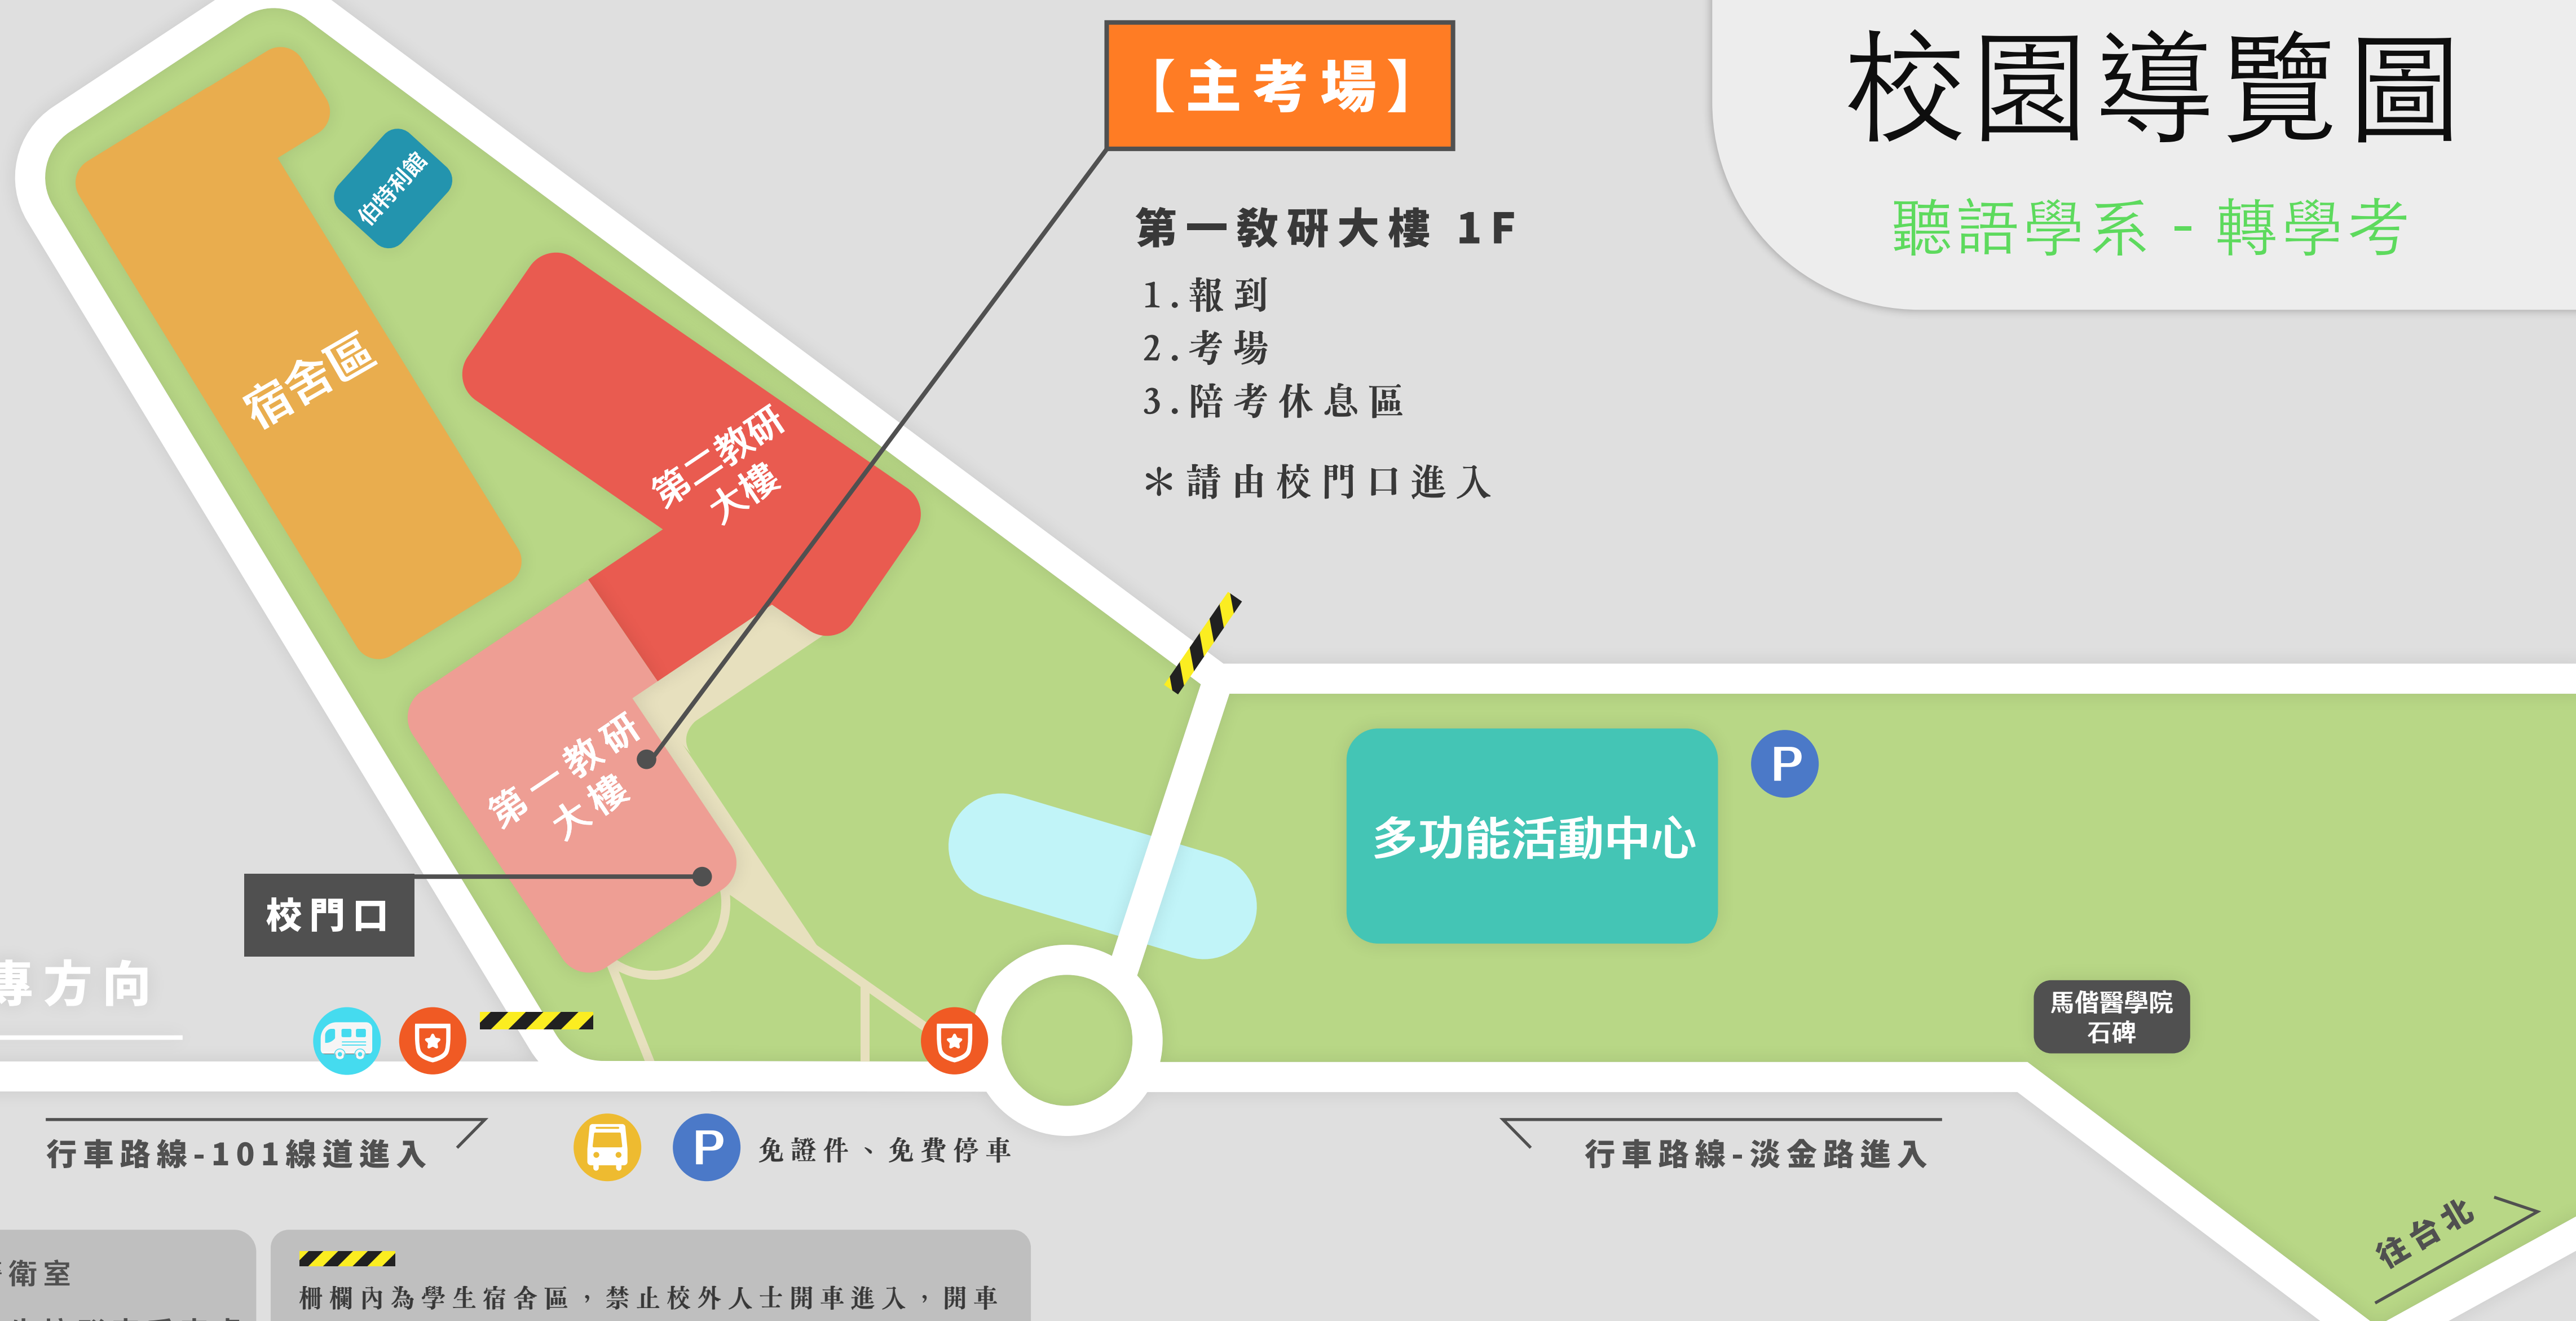 校園導覽圖
聽語學系 - 轉學考
【主考場】
第一教研大樓 1F
1.報到
2.考場
3.陪考休息區
＊請由校門口進入
伯特利館
宿舍區
第二教研
大樓
第一教研
大樓
校門口
多功能活動中心
P
馬偕醫學院
石碑
專方向
行車路線-101線道進入
P
免證件、免費停車
行車路線-淡金路進入
往台北
衛室
柵欄內為學生宿舍區，禁止校外人士開車進入，開車